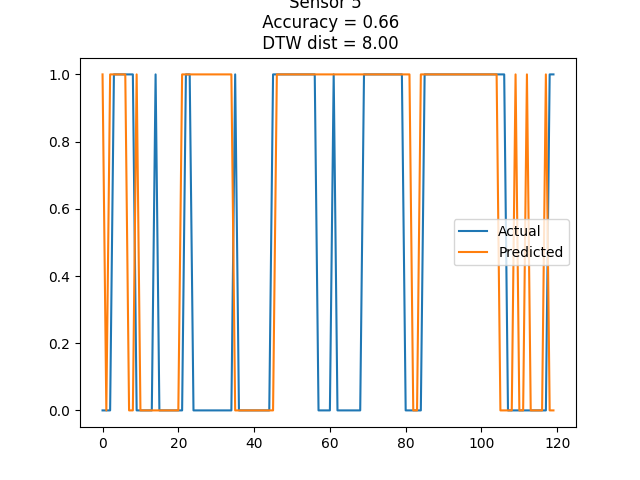 Sensor 5
Accuracy = 0.66
DTW dist = 8.00
1.0
0.8
0.6
0.4
0.2
0.0
Actual
Predicted
0 20 40 60 80 100 120